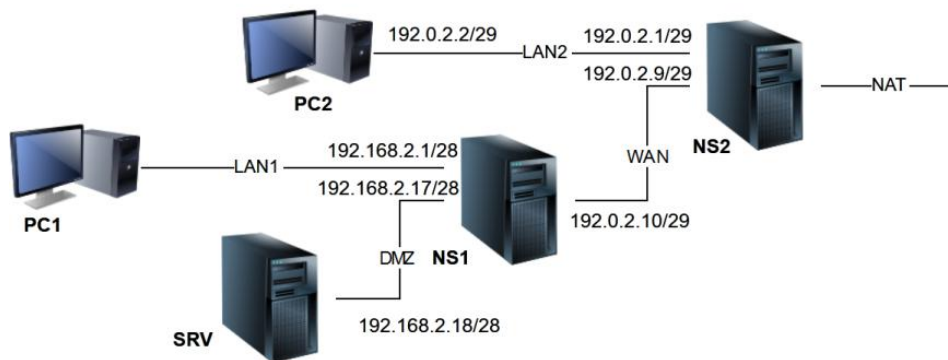 192.0.2.2/29
LAN2
192.0.2.1/29
192.0.2.9/29
NAT
PC2
NS2
LAN1
192.168.2.1/28
192.168.2.17/28
WAN
192.0.2.10/29
PC1
DMZ
NS1
192.168.2.18/28
SRV